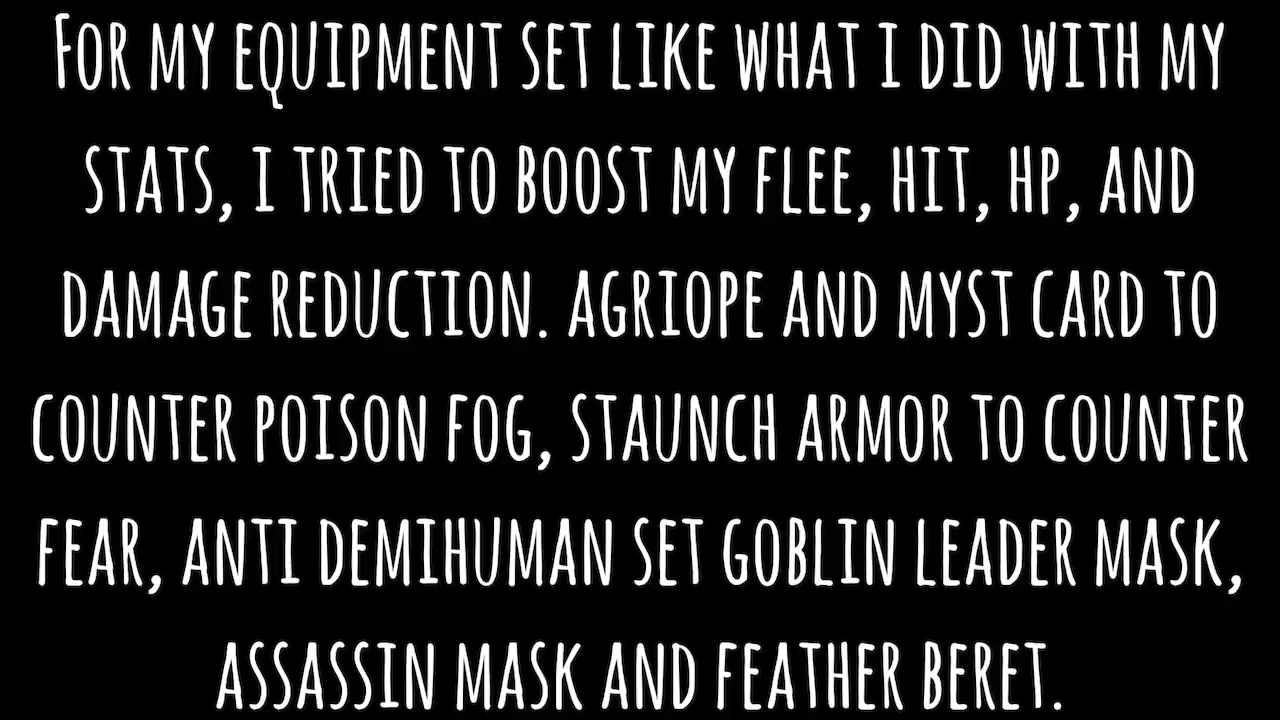 For my equipment set like what i did with my
stats, i tried to boost my flee, hit, hp, and
damage reduction. agriope and myst card to
counter poison fog, staunch armor to counter
fear, anti demihuman set goblin leader mask,
assassin mask and feather beret.